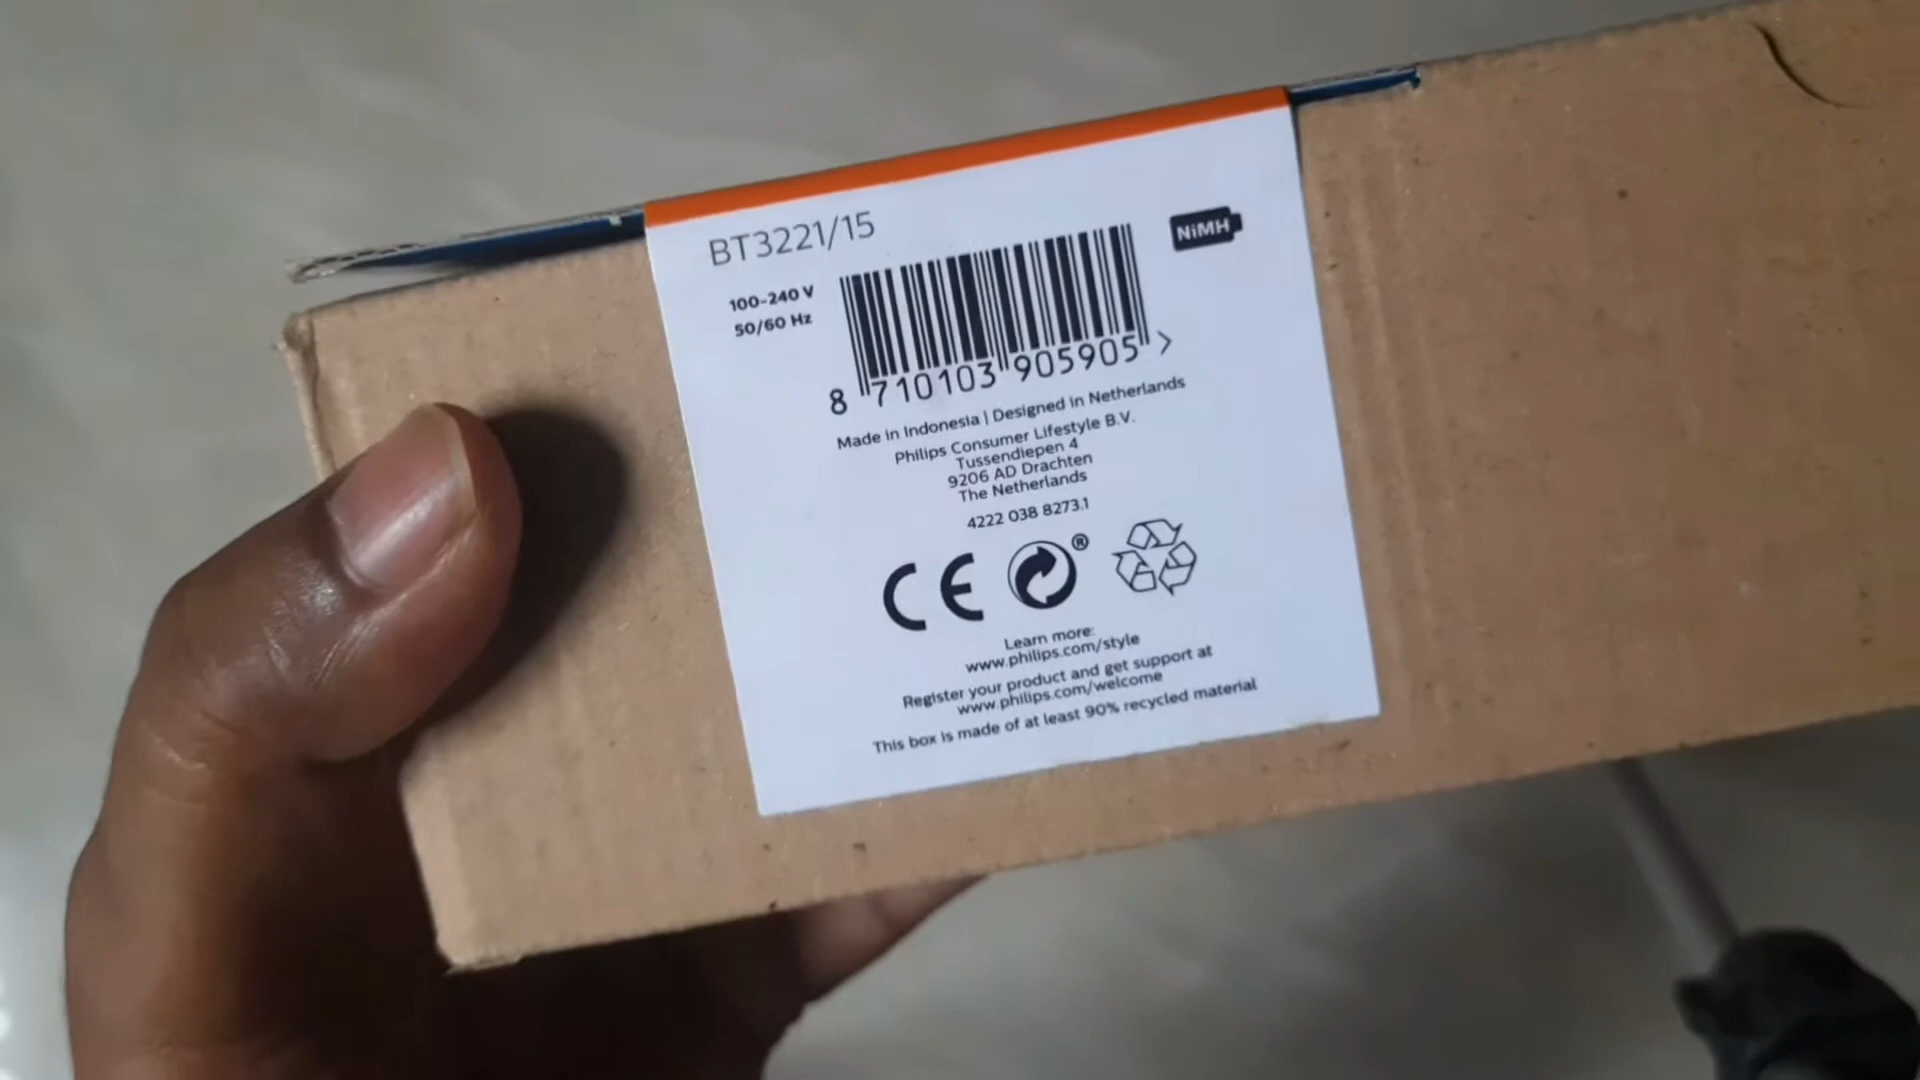 BT3221/15
NiMH
100-240 V
50/60 Hz
8 710103 905905 >
Made in Indonesia | Designed in Netherlands
Philips Consumer Lifestyle B.V.
Tussendiepen 4
9206 AD Drachten
The Netherlands
4222 038 8273.1
CE ®
Learn more:
www.philips.com/style
Register your product and get support at
www.philips.com/welcome
This box is made of at least 90% recycled material